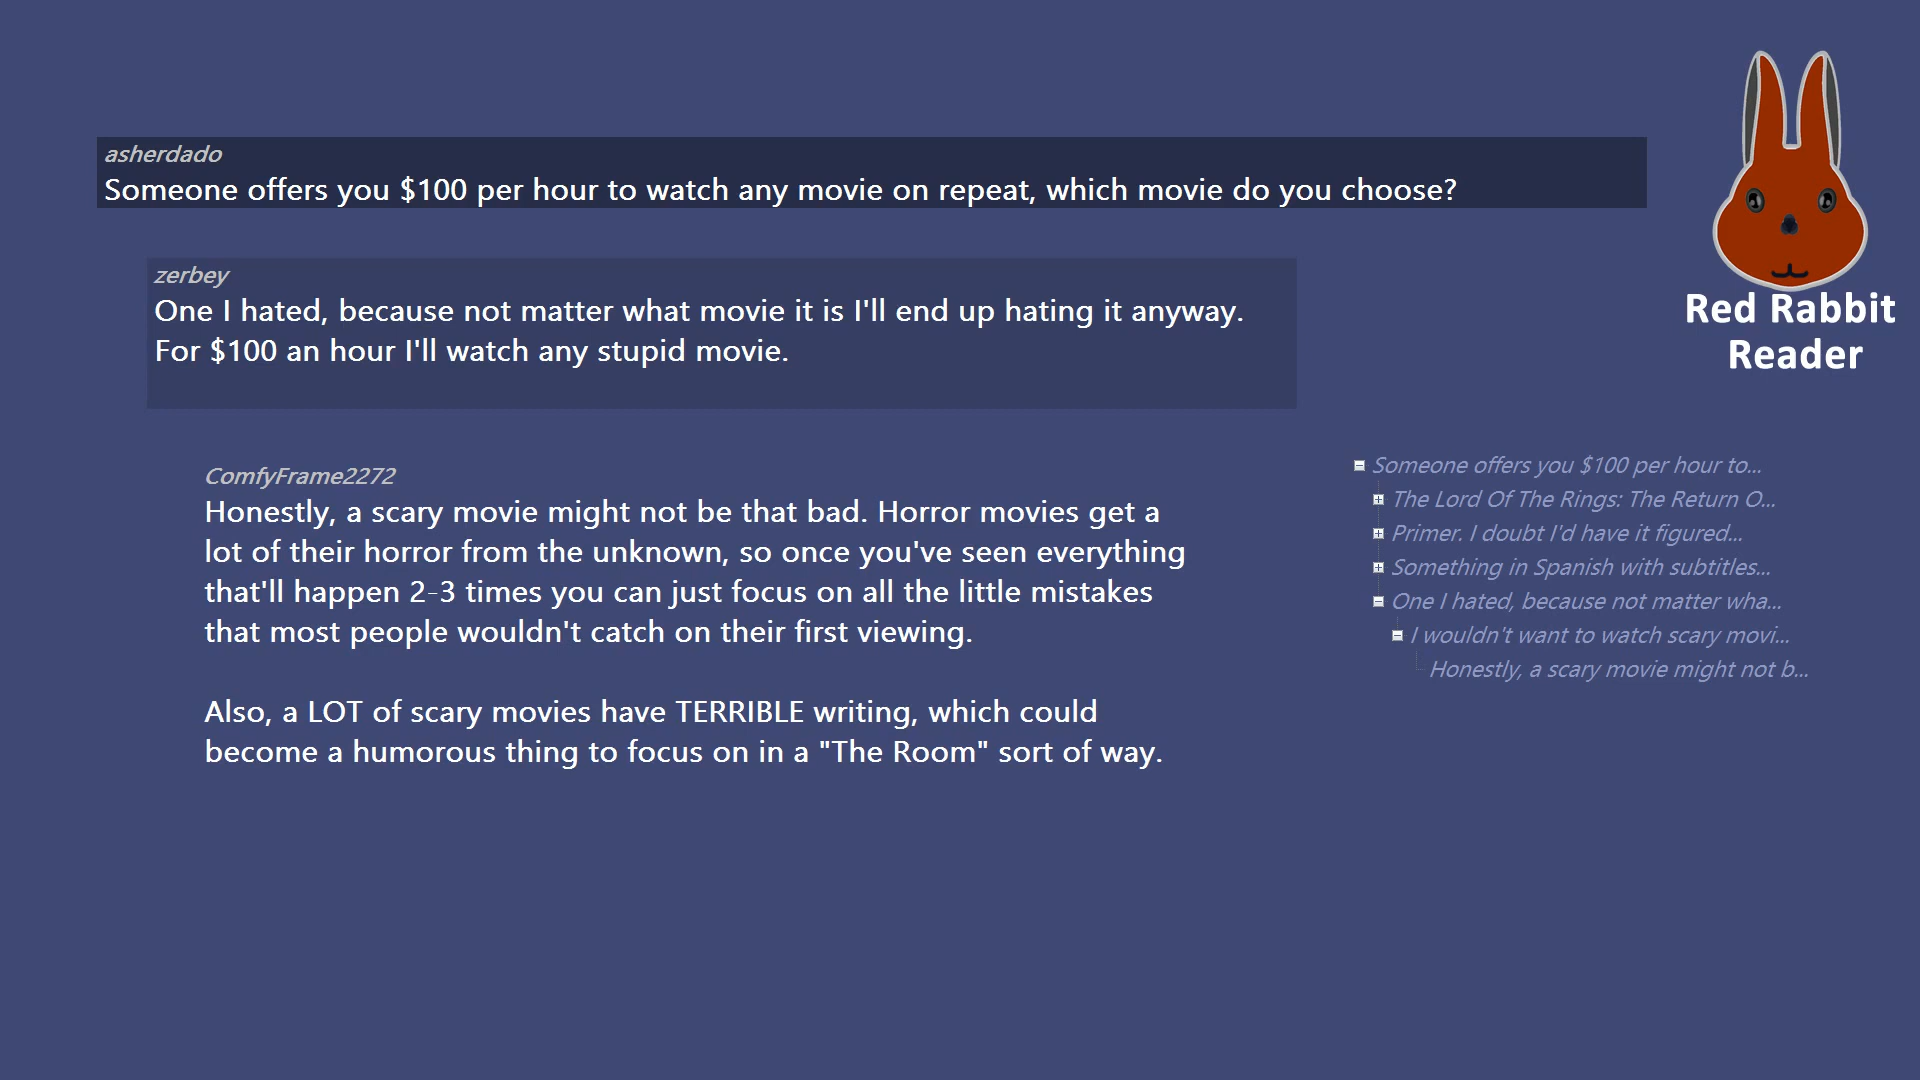 asherdado
Someone offers you $100 per hour to watch any movie on repeat, which movie do you choose?
zerbey
One I hated, because not matter what movie it is I'll end up hating it anyway.
For $100 an hour I'll watch any stupid movie.
ComfyFrame2272
Honestly, a scary movie might not be that bad. Horror movies get a
lot of their horror from the unknown, so once you've seen everything
that'll happen 2-3 times you can just focus on all the little mistakes
that most people wouldn't catch on their first viewing.
Also, a LOT of scary movies have TERRIBLE writing, which could
become a humorous thing to focus on in a "The Room" sort of way.
Red Rabbit
Reader
Someone offers you $100 per hour to...
The Lord Of The Rings: The Return O...
Primer. I doubt I'd have it figured...
Something in Spanish with subtitles...
One I hated, because not matter wha...
I wouldn't want to watch scary movi...
Honestly, a scary movie might not b...